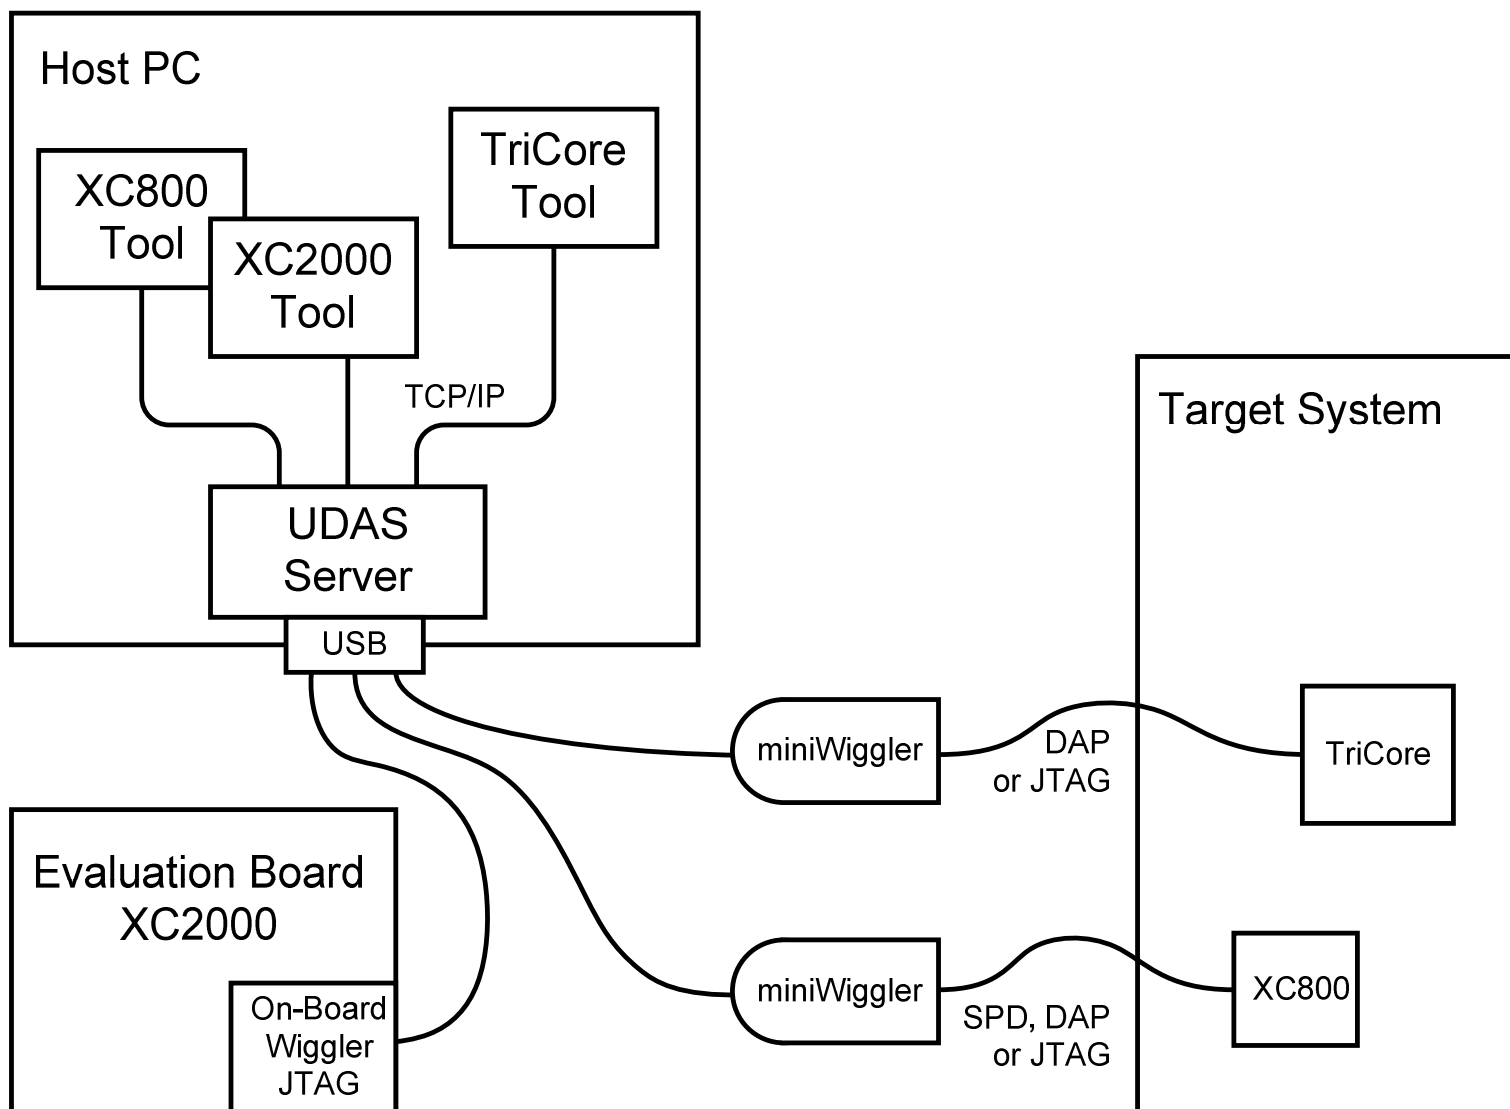 Host PC
XC800
Tool
XC2000
Tool
TriCore
Tool
TCP/IP
UDAS
Server
USB
Target System
miniWiggler
DAP
or JTAG
TriCore
Evaluation Board
XC2000
On-Board
Wiggler
JTAG
miniWiggler
SPD, DAP
or JTAG
XC800